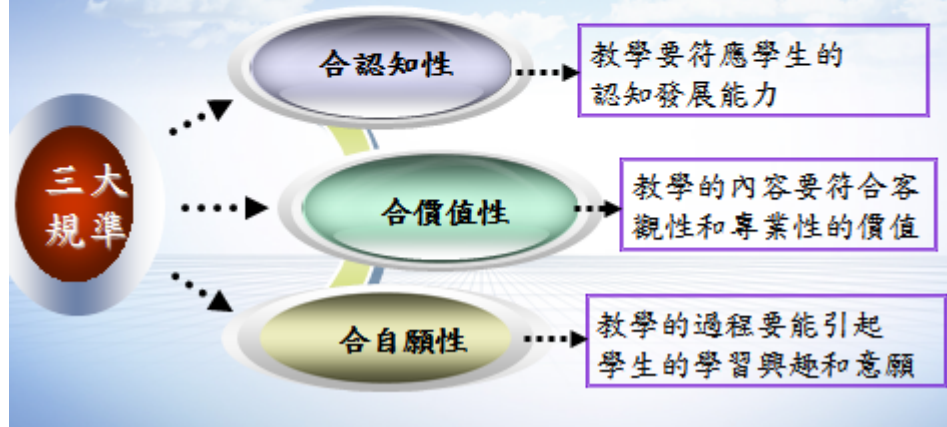 三大
規準
合認知性
教學要符應學生的
認知發展能力
合價值性
教學的內容要符合客
觀性和專業性的價值
合自願性
教學的過程要能引起
學生的學習興趣和意願